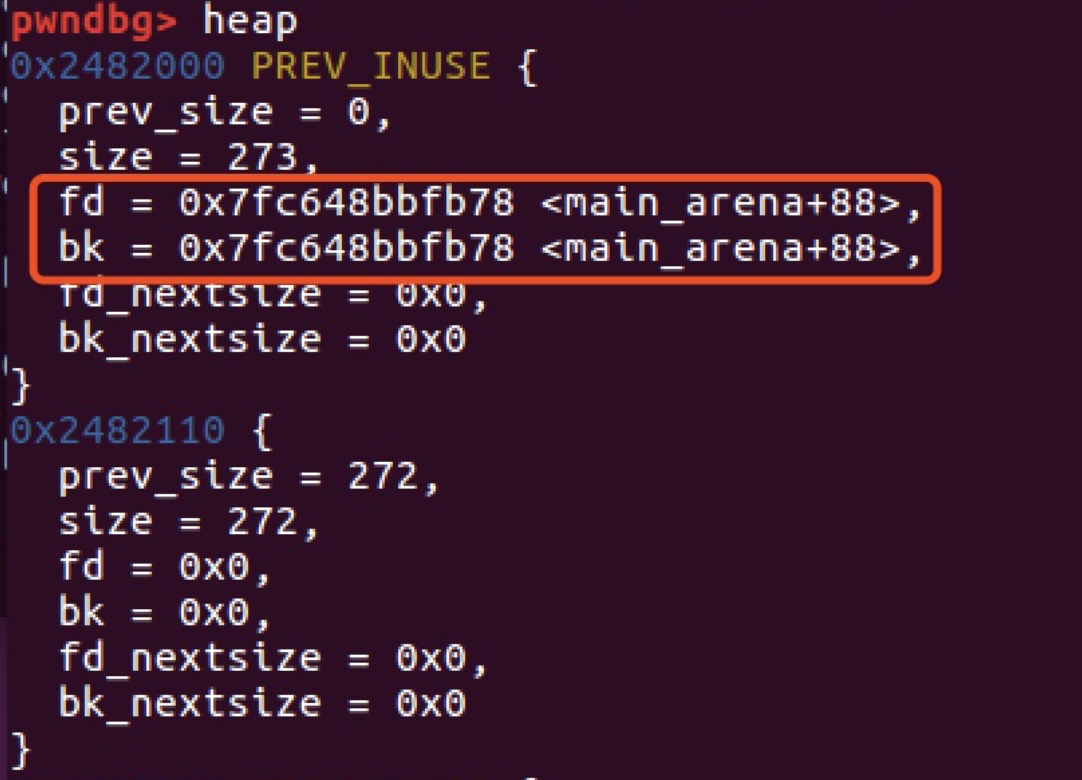 pwndbg> heap
0x2482000 PREV_INUSE {
prev_size = 0,
size = 273,
fd = 0x7fc648bbfb78 <main_arena+88>,
bk = 0x7fc648bbfb78 <main_arena+88>,
fd_nextsize = 0x0,
bk_nextsize = 0x0
}
0x2482110 {
prev_size = 272,
size = 272,
fd = 0x0,
bk = 0x0,
fd_nextsize = 0x0,
bk_nextsize = 0x0
}